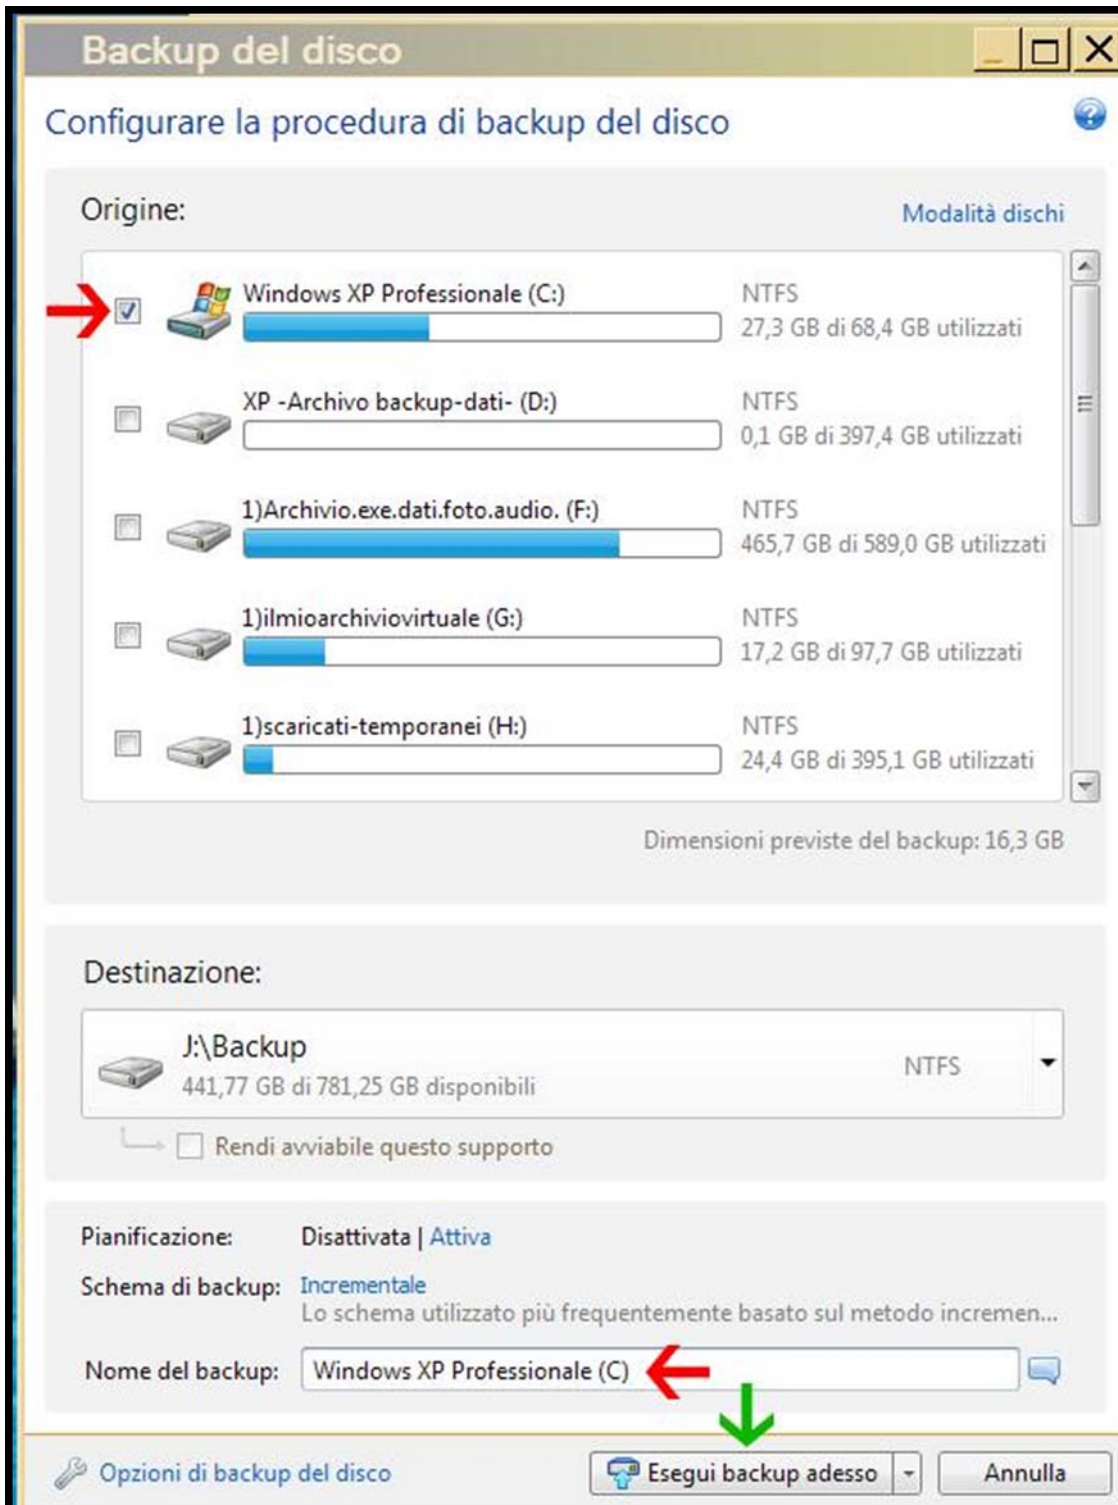 Backup del disco
Configurare la procedura di backup del disco
Origine:
Modalità dischi
Windows XP Professionale (C:)
NTFS
27,3 GB di 68,4 GB utilizzati
XP -Archivo backup-dati- (D:)
NTFS
0,1 GB di 397,4 GB utilizzati
1)Archivio.exe.dati.foto.audio. (F:)
NTFS
465,7 GB di 589,0 GB utilizzati
1)ilmioarchiviovirtuale (G:)
NTFS
17,2 GB di 97,7 GB utilizzati
1)scaricati-temporanei (H:)
NTFS
24,4 GB di 395,1 GB utilizzati
Dimensioni previste del backup: 16,3 GB
Destinazione:
J:\Backup
441,77 GB di 781,25 GB disponibili
NTFS
Rendi avviabile questo supporto
Pianificazione: Disattivata | Attiva
Schema di backup: Incrementale
Lo schema utilizzato più frequentemente basato sul metodo incremen...
Nome del backup: Windows XP Professionale (C)
Opzioni di backup del disco
Esegui backup adesso
Annulla